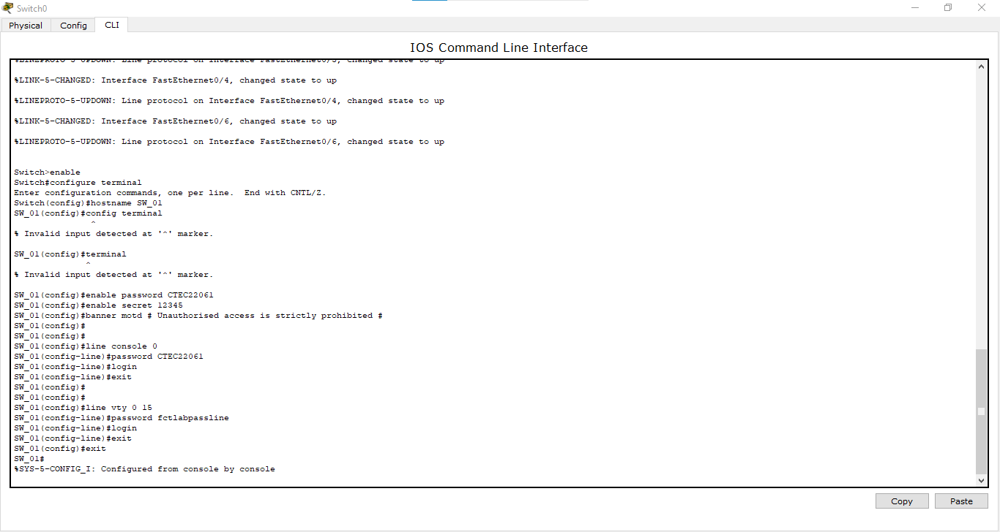 Switch0
Physical Config CLI
IOS Command Line Interface
%LINEPROTO-5-UPDOWN: Line protocol on Interface FastEthernet0/3, changed state to up
%LINK-5-CHANGED: Interface FastEthernet0/4, changed state to up
%LINEPROTO-5-UPDOWN: Line protocol on Interface FastEthernet0/4, changed state to up
%LINK-5-CHANGED: Interface FastEthernet0/6, changed state to up
%LINEPROTO-5-UPDOWN: Line protocol on Interface FastEthernet0/6, changed state to up
Switch>enable
Switch#configure terminal
Enter configuration commands, one per line.  End with CNTL/Z.
Switch(config)#hostname SW_01
SW_01(config)#config terminal
^
% Invalid input detected at '^' marker.
SW_01(config)#terminal
^
% Invalid input detected at '^' marker.
SW_01(config)#enable password CTEC22061
SW_01(config)#enable secret 12345
SW_01(config)#banner motd # Unauthorised access is strictly prohibited #
SW_01(config)#
SW_01(config)#
SW_01(config)#line console 0
SW_01(config-line)#password CTEC22061
SW_01(config-line)#login
SW_01(config-line)#exit
SW_01(config)#
SW_01(config)#
SW_01(config)#line vty 0 15
SW_01(config-line)#password fctlabpassline
SW_01(config-line)#login
SW_01(config-line)#exit
SW_01(config)#exit
SW_01#
%SYS-5-CONFIG_I: Configured from console by console
Copy Paste